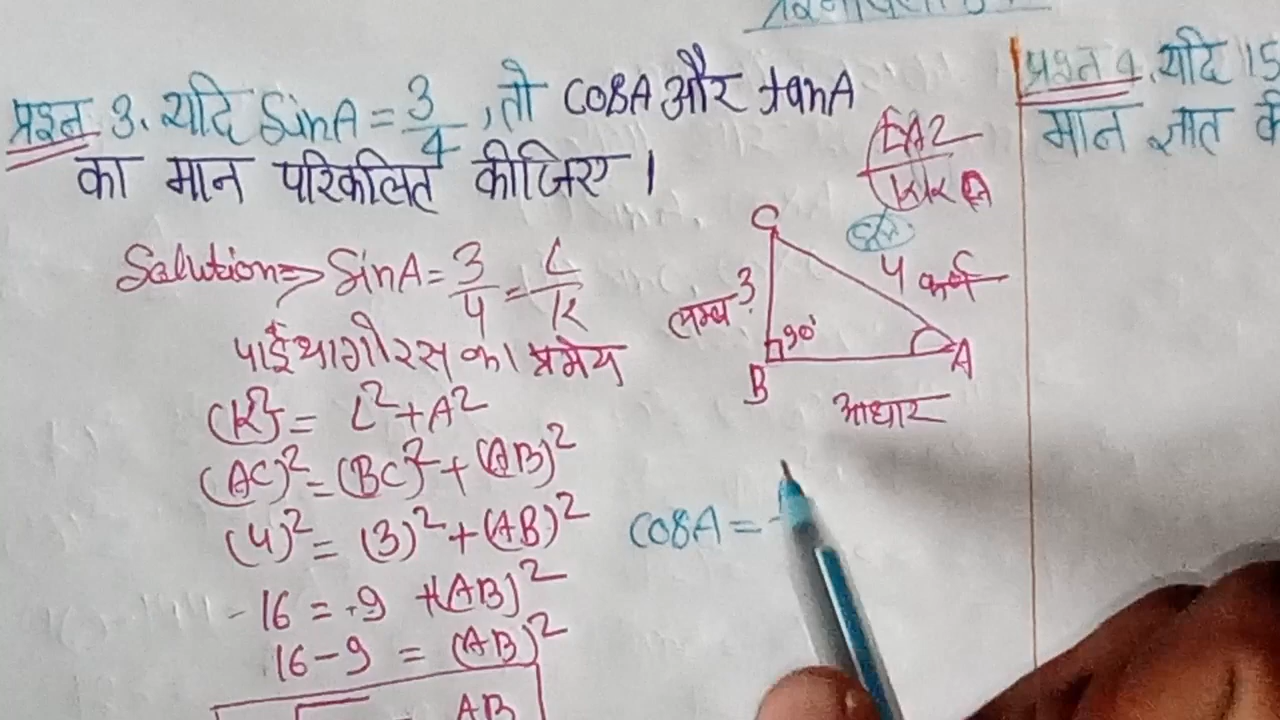 प्रश्न 3. यदि SinA = 3/4, तो cosA और tanA
का मान परिकलित कीजिए।
Solution ⇒ SinA = 3/4 = L/K
पाईथागोरस का प्रमेय
(K)² = L² + A²
(AC)² = (BC)² + (AB)²
(4)² = (3)² + (AB)²
16 = 9 + (AB)²
16 - 9 = (AB)²
AB
C
लम्ब 3
4 कर्ण
90°
B
A
आधार
cosA =
प्रश्न 4. यदि 15
मान ज्ञात